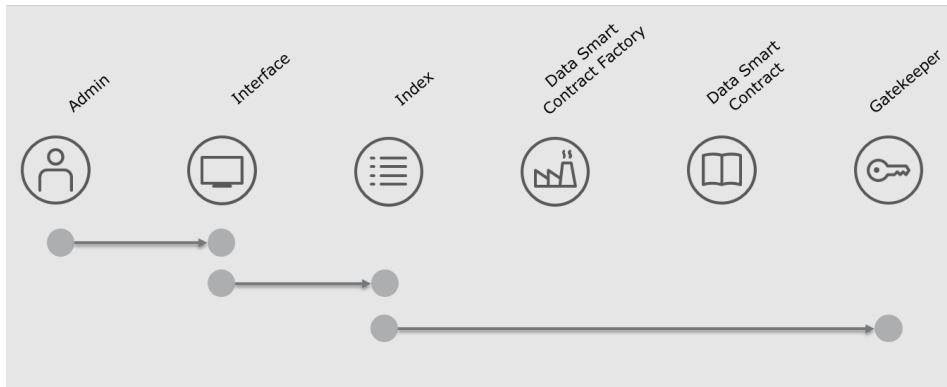 Admin
Interface
Index
Data Smart
Contract Factory
Data Smart
Contract
Gatekeeper